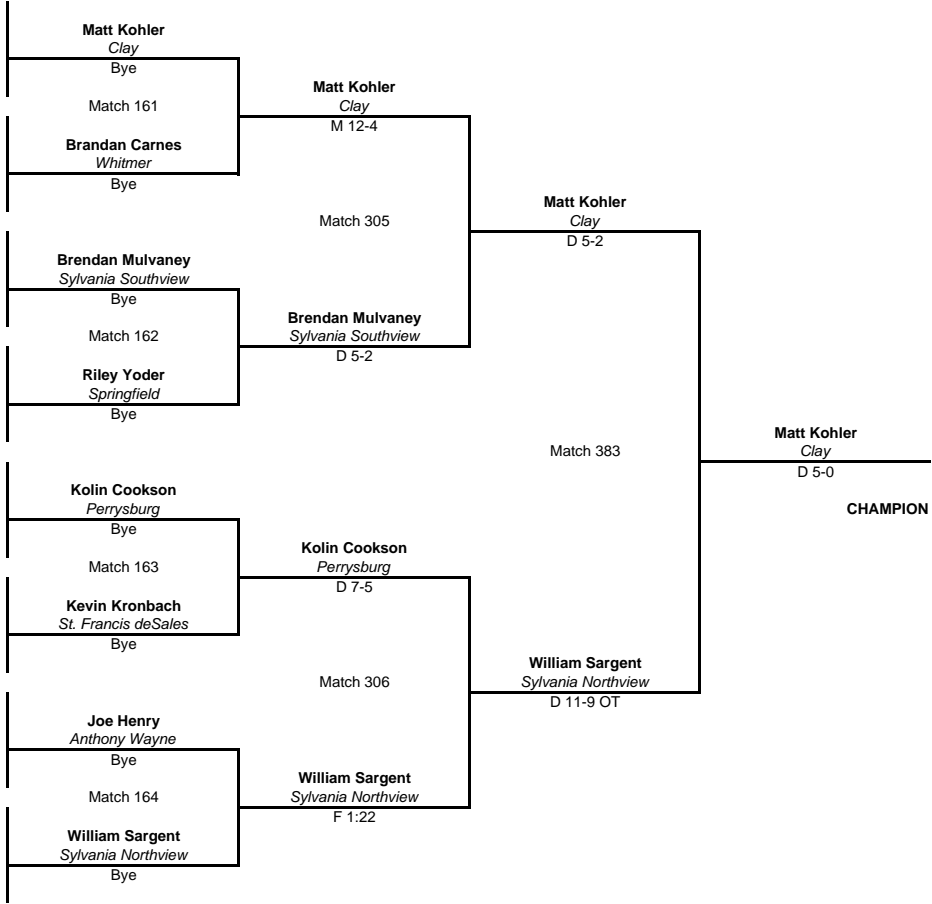 Matt Kohler
Clay
Bye
Match 161
Brandan Carnes
Whitmer
Bye
Brendan Mulvaney
Sylvania Southview
Bye
Match 162
Riley Yoder
Springfield
Bye
Kolin Cookson
Perrysburg
Bye
Match 163
Kevin Kronbach
St. Francis deSales
Bye
Joe Henry
Anthony Wayne
Bye
Match 164
William Sargent
Sylvania Northview
Bye
Matt Kohler
Clay
M 12-4
Match 305
Brendan Mulvaney
Sylvania Southview
D 5-2
Kolin Cookson
Perrysburg
D 7-5
Match 306
William Sargent
Sylvania Northview
F 1:22
Matt Kohler
Clay
D 5-2
Match 383
William Sargent
Sylvania Northview
D 11-9 OT
Matt Kohler
Clay
D 5-0
CHAMPION